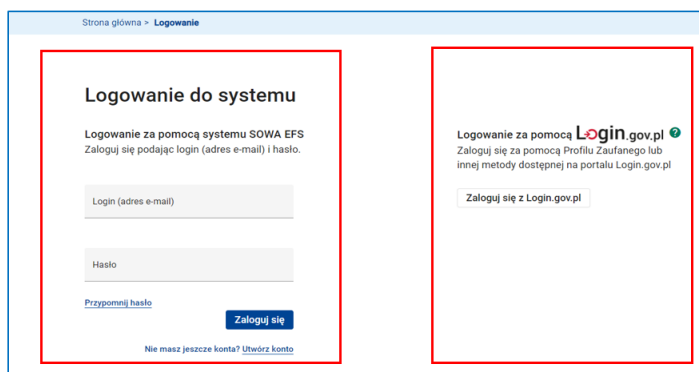 Strona główna > Logowanie
Logowanie do systemu
Logowanie za pomocą systemu SOWA EFS
Zaloguj się podając login (adres e-mail) i hasło.
Login (adres e-mail)
Hasło
Przypomnij hasło
Zaloguj się
Nie masz jeszcze konta? Utwórz konto
Logowanie za pomocą Login.gov.pl ?
Zaloguj się za pomocą Profilu Zaufanego lub
innej metody dostępnej na portalu Login.gov.pl
Zaloguj się z Login.gov.pl